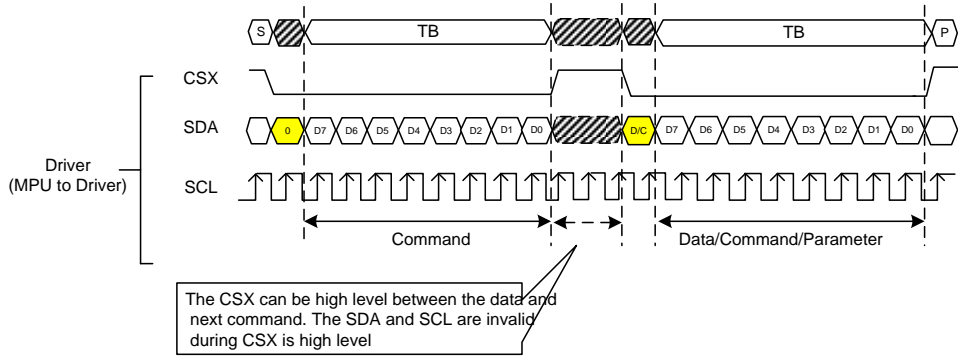 S
TB
TB
P
CSX
SDA
0
D7
D6
D5
D4
D3
D2
D1
D0
D/C
D7
D6
D5
D4
D3
D2
D1
D0
Driver
(MPU to Driver)
SCL
Command
Data/Command/Parameter
The CSX can be high level between the data and
next command. The SDA and SCL are invalid
during CSX is high level